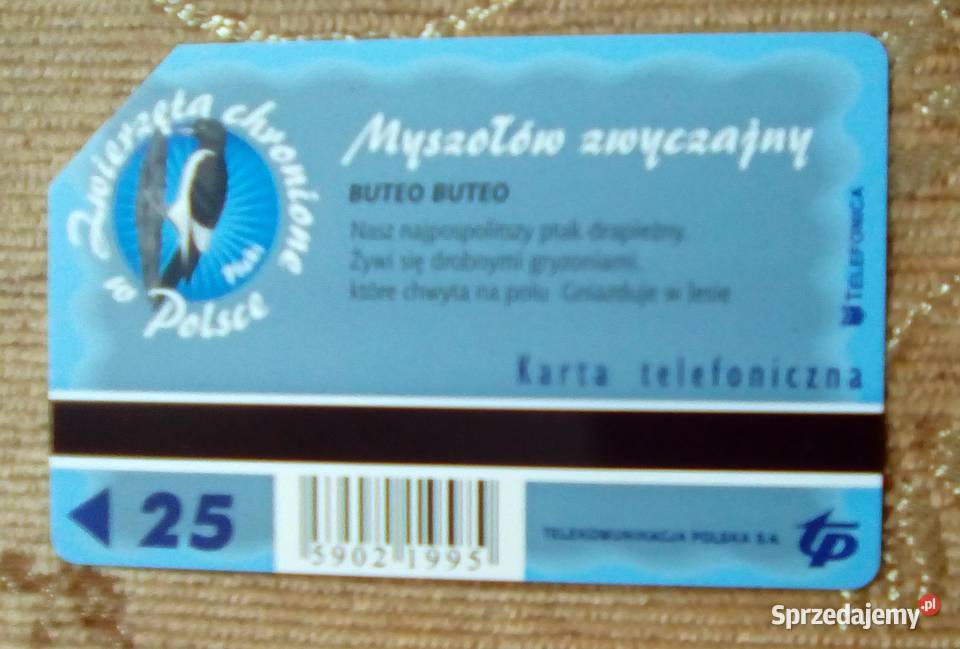 Zwierzęta chronione
w Polsce
Ptaki
Myszołów zwyczajny
BUTEO BUTEO
Nasz najpospolitszy ptak drapieżny.
Żywi się drobnymi gryzoniami,
które chwyta na polu. Gniazduje w lesie
TELEFONICA
Karta telefoniczna
25
5902 1995
TELEKOMUNIKACJA POLSKA S.A.
tp
Sprzedajemy.pl